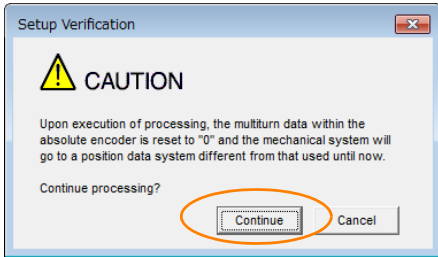 Setup Verification
CAUTION
Upon execution of processing, the multiturn data within the
absolute encoder is reset to "0" and the mechanical system will
go to a position data system different from that used until now.
Continue processing?
Continue
Cancel